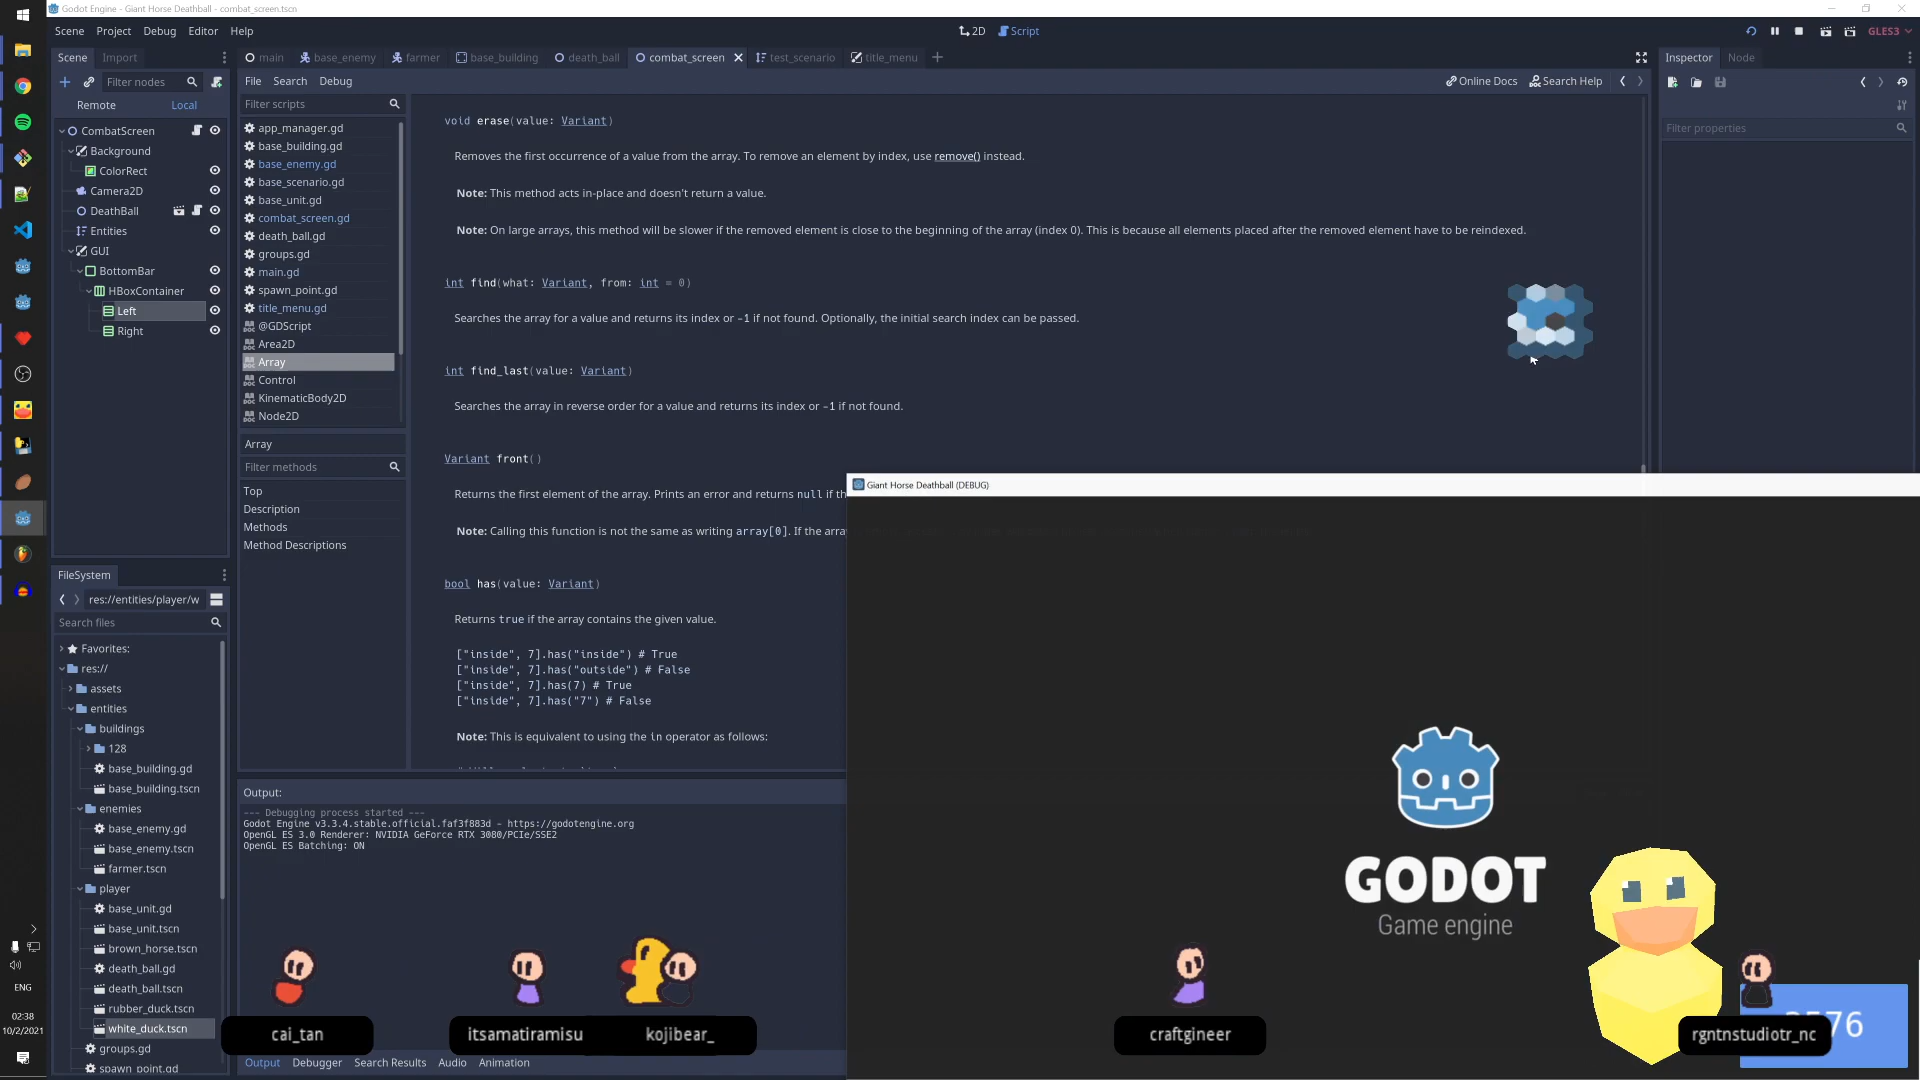 Godot Engine - Giant Horse Deathball - combat_screen.tscn
Scene Project Debug Editor Help
2D Script
GLES3
Scene Import
main base_enemy farmer base_building death_ball combat_screen test_scenario title_menu
Inspector Node
Filter nodes
File Search Debug
Online Docs Search Help
Remote Local
Filter scripts
Filter properties
CombatScreen
Background
ColorRect
Camera2D
DeathBall
Entities
GUI
BottomBar
HBoxContainer
Left
Right
app_manager.gd
base_building.gd
base_enemy.gd
base_scenario.gd
base_unit.gd
combat_screen.gd
death_ball.gd
groups.gd
main.gd
spawn_point.gd
title_menu.gd
@GDScript
Area2D
Array
Control
KinematicBody2D
Node2D
Array
Filter methods
Top
Description
Methods
Method Descriptions
void erase(value: Variant)
Removes the first occurrence of a value from the array. To remove an element by index, use remove() instead.
Note: This method acts in-place and doesn't return a value.
Note: On large arrays, this method will be slower if the removed element is close to the beginning of the array (index 0). This is because all elements placed after the removed element have to be reindexed.
int find(what: Variant, from: int = 0)
Searches the array for a value and returns its index or -1 if not found. Optionally, the initial search index can be passed.
int find_last(value: Variant)
Searches the array in reverse order for a value and returns its index or -1 if not found.
Variant front()
Returns the first element of the array. Prints an error and returns null if th
Note: Calling this function is not the same as writing array[0]. If the arra
bool has(value: Variant)
Returns true if the array contains the given value.
["inside", 7].has("inside") # True
["inside", 7].has("outside") # False
["inside", 7].has(7) # True
["inside", 7].has("7") # False
Note: This is equivalent to using the in operator as follows:
Giant Horse Deathball (DEBUG)
GODOT
Game engine
FileSystem
res://entities/player/w
Search files
Favorites:
res://
assets
entities
buildings
128
base_building.gd
base_building.tscn
enemies
base_enemy.gd
base_enemy.tscn
farmer.tscn
player
base_unit.gd
base_unit.tscn
brown_horse.tscn
death_ball.gd
death_ball.tscn
rubber_duck.tscn
white_duck.tscn
groups.gd
spawn_point.gd
Output:
--- Debugging process started ---
Godot Engine v3.3.4.stable.official.faf3f883d - https://godotengine.org
OpenGL ES 3.0 Renderer: NVIDIA GeForce RTX 3080/PCIe/SSE2
OpenGL ES Batching: ON
cai_tan
itsamatiramisu
kojibear_
craftgineer
rgntnstudiotr_nc
Output Debugger Search Results Audio Animation
ENG
02:38
10/2/2021